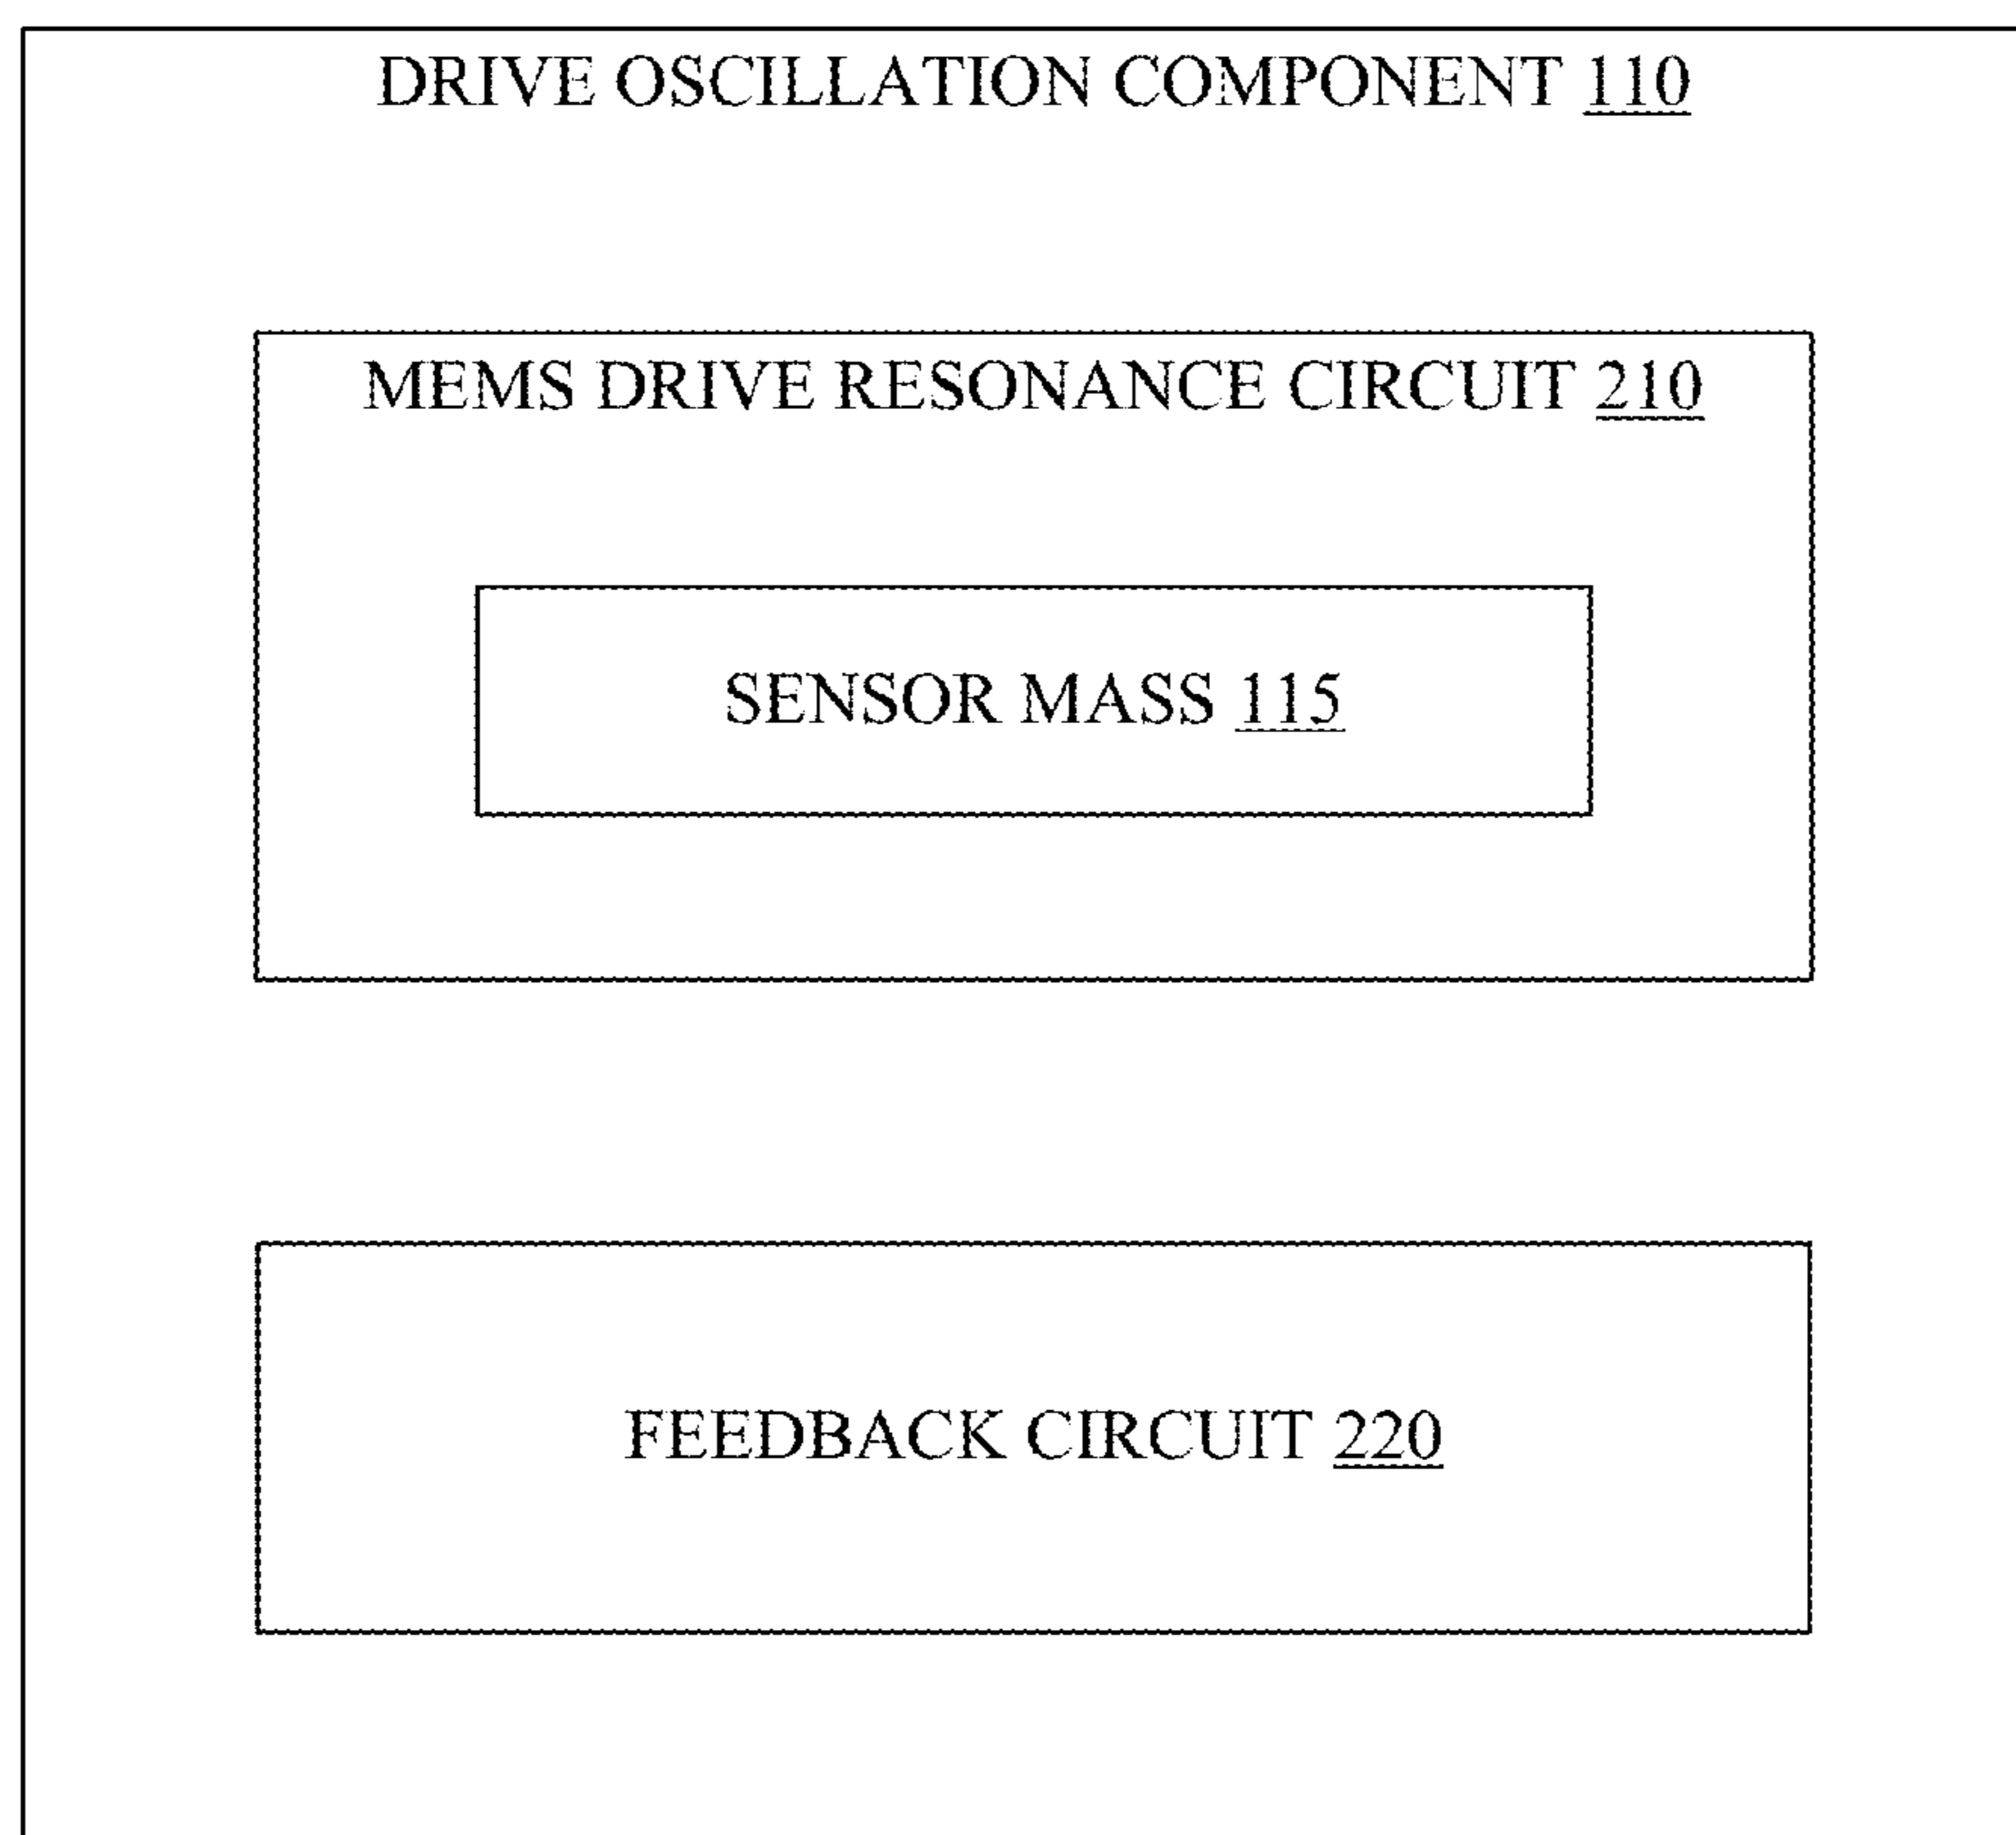 DRIVE OSCILLATION COMPONENT 110
MEMS DRIVE RESONANCE CIRCUIT 210
SENSOR MASS 115
FEEDBACK CIRCUIT 220